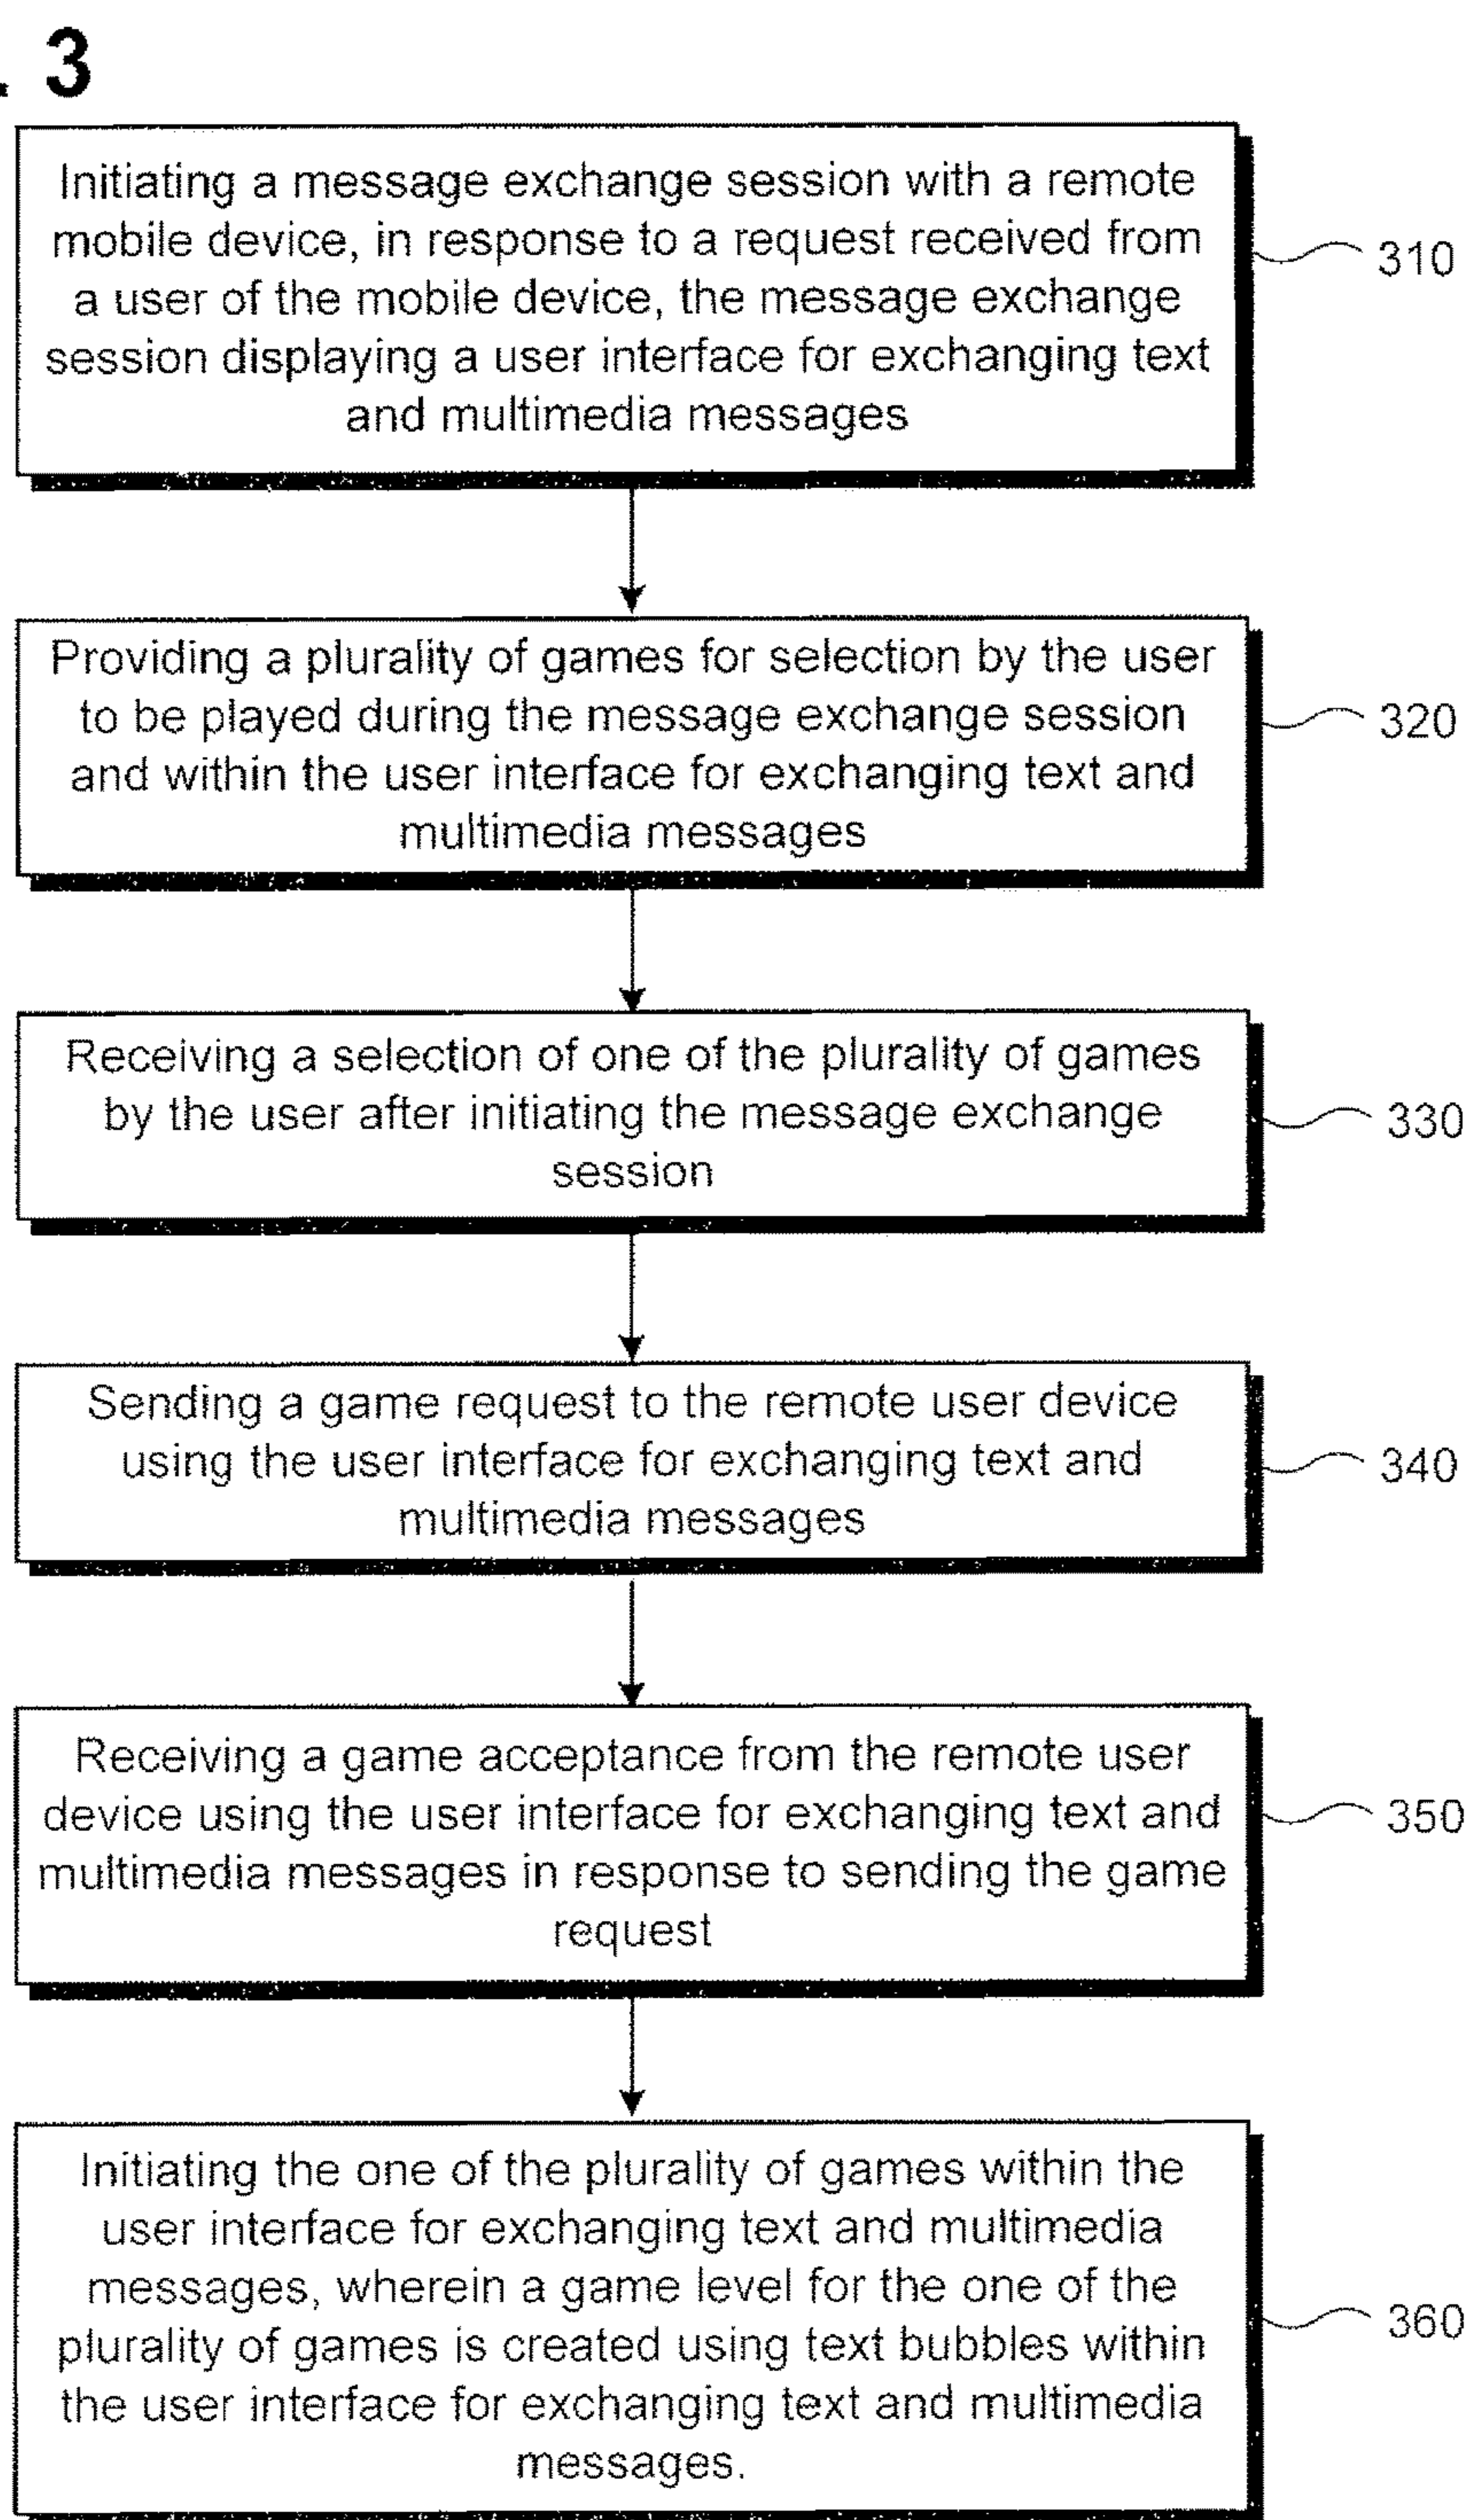 . 3
Initiating a message exchange session with a remote
mobile device, in response to a request received from
a user of the mobile device, the message exchange
session displaying a user interface for exchanging text
and multimedia messages
310
Providing a plurality of games for selection by the user
to be played during the message exchange session
and within the user interface for exchanging text and
multimedia messages
320
Receiving a selection of one of the plurality of games
by the user after initiating the message exchange
session
330
Sending a game request to the remote user device
using the user interface for exchanging text and
multimedia messages
340
Receiving a game acceptance from the remote user
device using the user interface for exchanging text and
multimedia messages in response to sending the game
request
350
Initiating the one of the plurality of games within the
user interface for exchanging text and multimedia
messages, wherein a game level for the one of the
plurality of games is created using text bubbles within
the user interface for exchanging text and multimedia
messages.
360